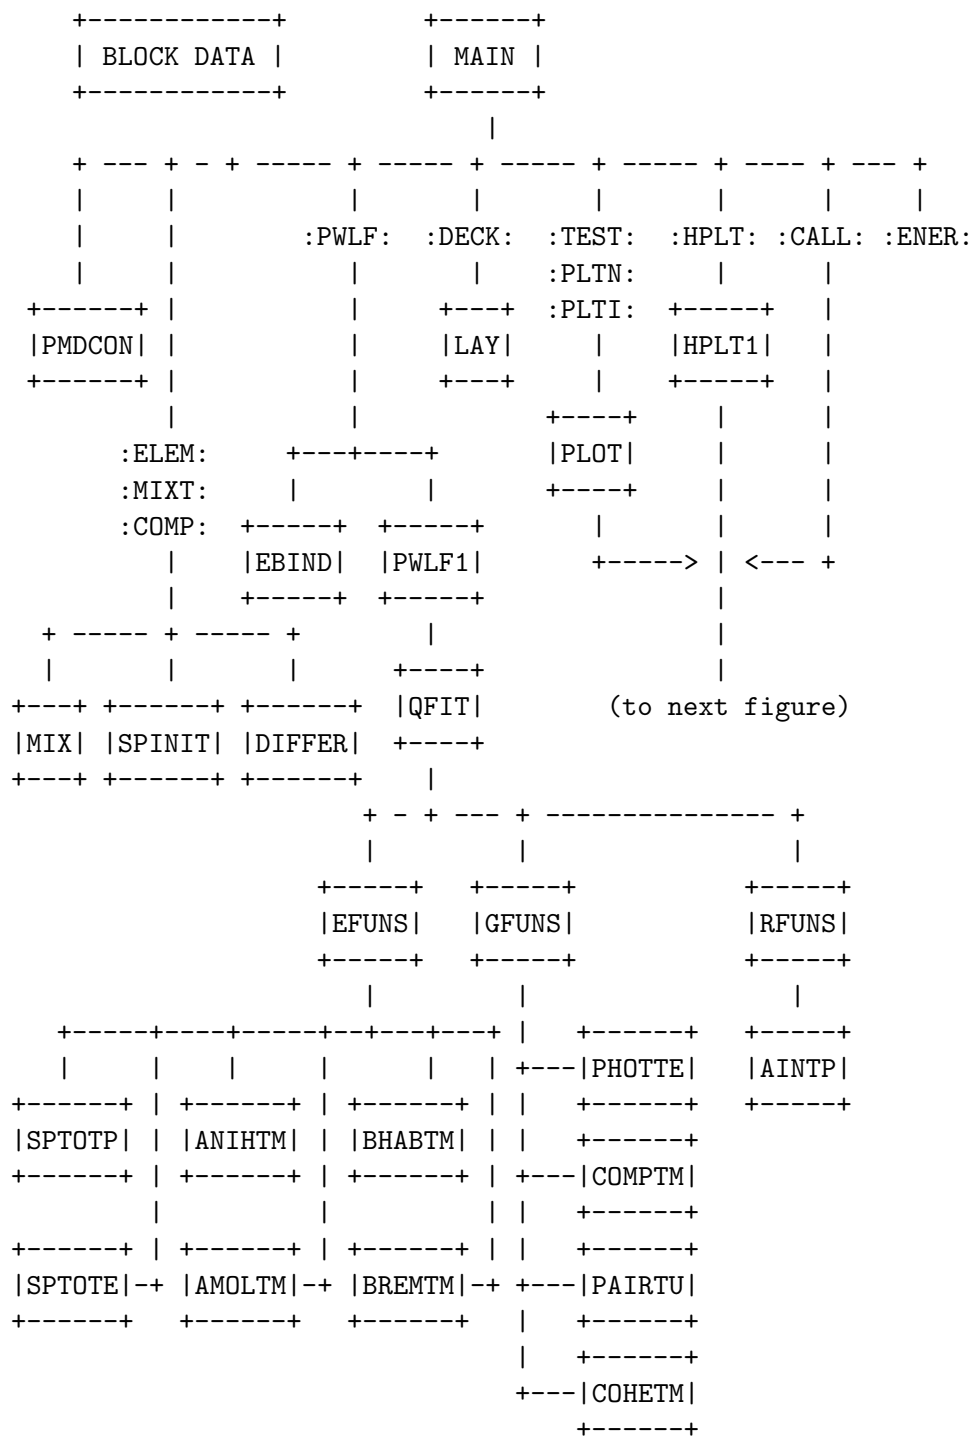 BLOCK DATA MAIN
:PWLF: :DECK: :TEST: :HPLT: :CALL: :ENER:
:PLTN:
:PLTI:
PMDCON LAY HPLT1
:ELEM: PLOT
:MIXT:
:COMP:
EBIND PWLF1
QFIT (to next figure)
MIX SPINIT DIFFER
EFUNS GFUNS RFUNS
PHOTTE AINTP
SPTOTP ANIHTM BHABTM
COMPTM
SPTOTE AMOLTM BREMTM PAIRTU
COHETM